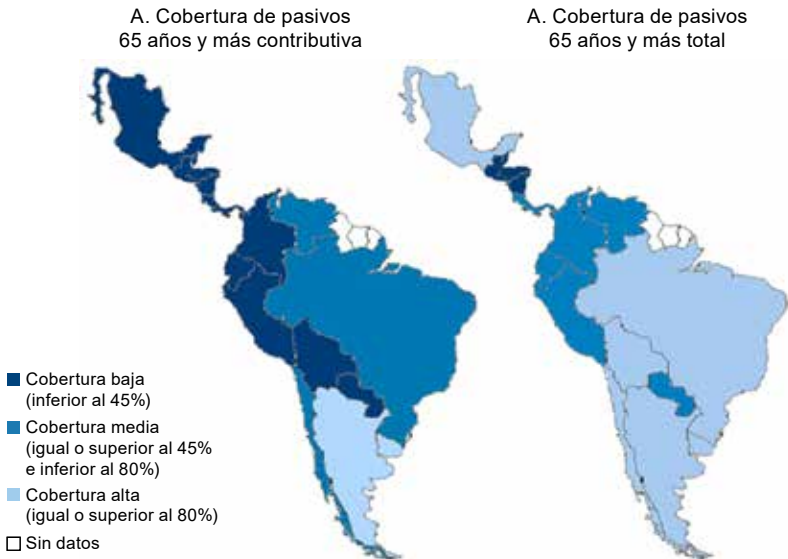 A. Cobertura de pasivos
65 años y más contributiva
A. Cobertura de pasivos
65 años y más total
Cobertura baja
(inferior al 45%)
Cobertura media
(igual o superior al 45%
e inferior al 80%)
Cobertura alta
(igual o superior al 80%)
Sin datos